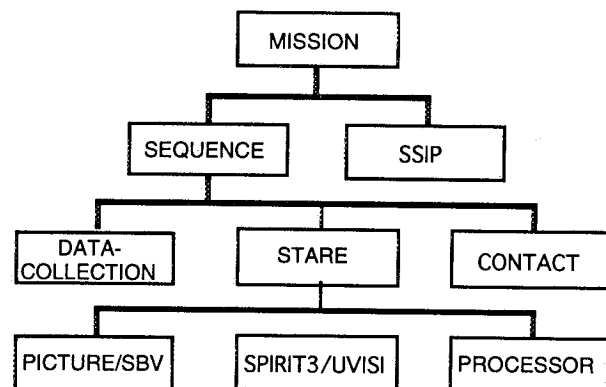 MISSION
SEQUENCE
SSIP
DATA-
COLLECTION
STARE
CONTACT
PICTURE/SBV
SPIRIT3/UVISI
PROCESSOR